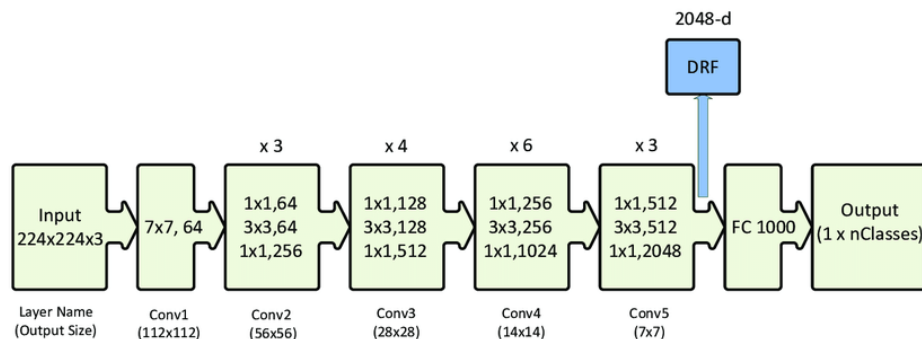 2048-d
DRF
x 3
x 4
x 6
x 3
Input
224x224x3
7x7, 64
1x1,64
3x3,64
1x1,256
1x1,128
3x3,128
1x1,512
1x1,256
3x3,256
1x1,1024
1x1,512
3x3,512
1x1,2048
FC 1000
Output
(1 x nClasses)
Layer Name
(Output Size)
Conv1
(112x112)
Conv2
(56x56)
Conv3
(28x28)
Conv4
(14x14)
Conv5
(7x7)